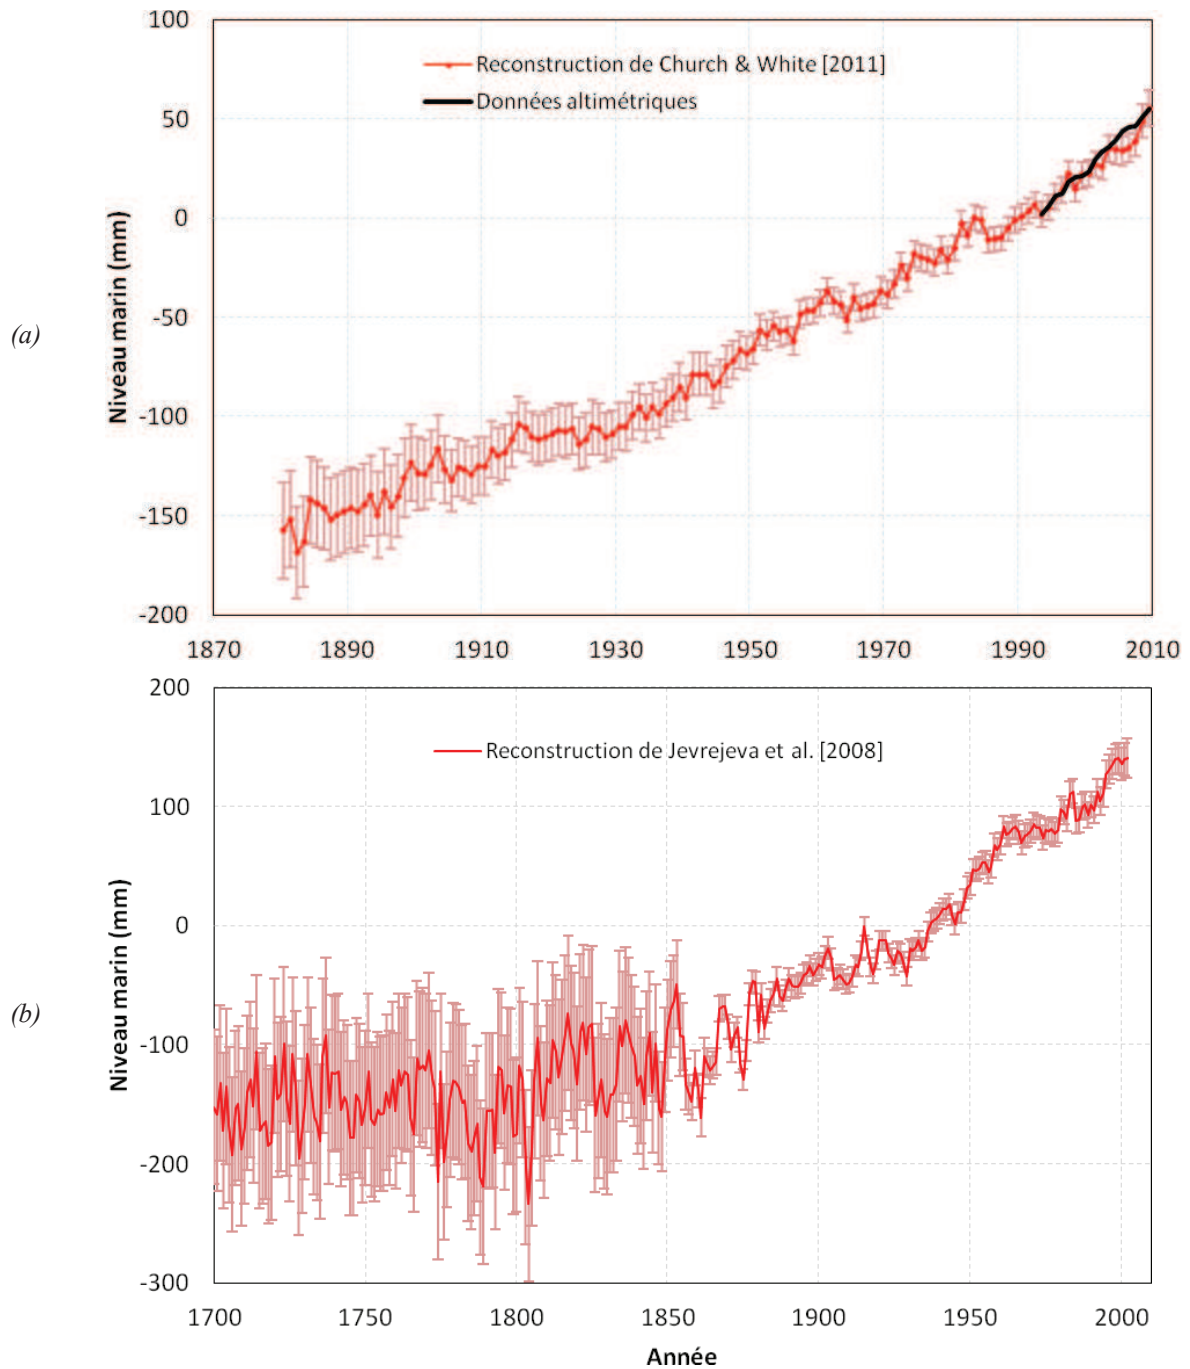 100
50
0
-50
-100
-150
-200
Niveau marin (mm)
Reconstruction de Church & White [2011]
Données altimétriques
(a)
1870 1890 1910 1930 1950 1970 1990 2010
200
100
0
-100
-200
-300
Niveau marin (mm)
Reconstruction de Jevrejeva et al. [2008]
(b)
1700 1750 1800 1850 1900 1950 2000
Année